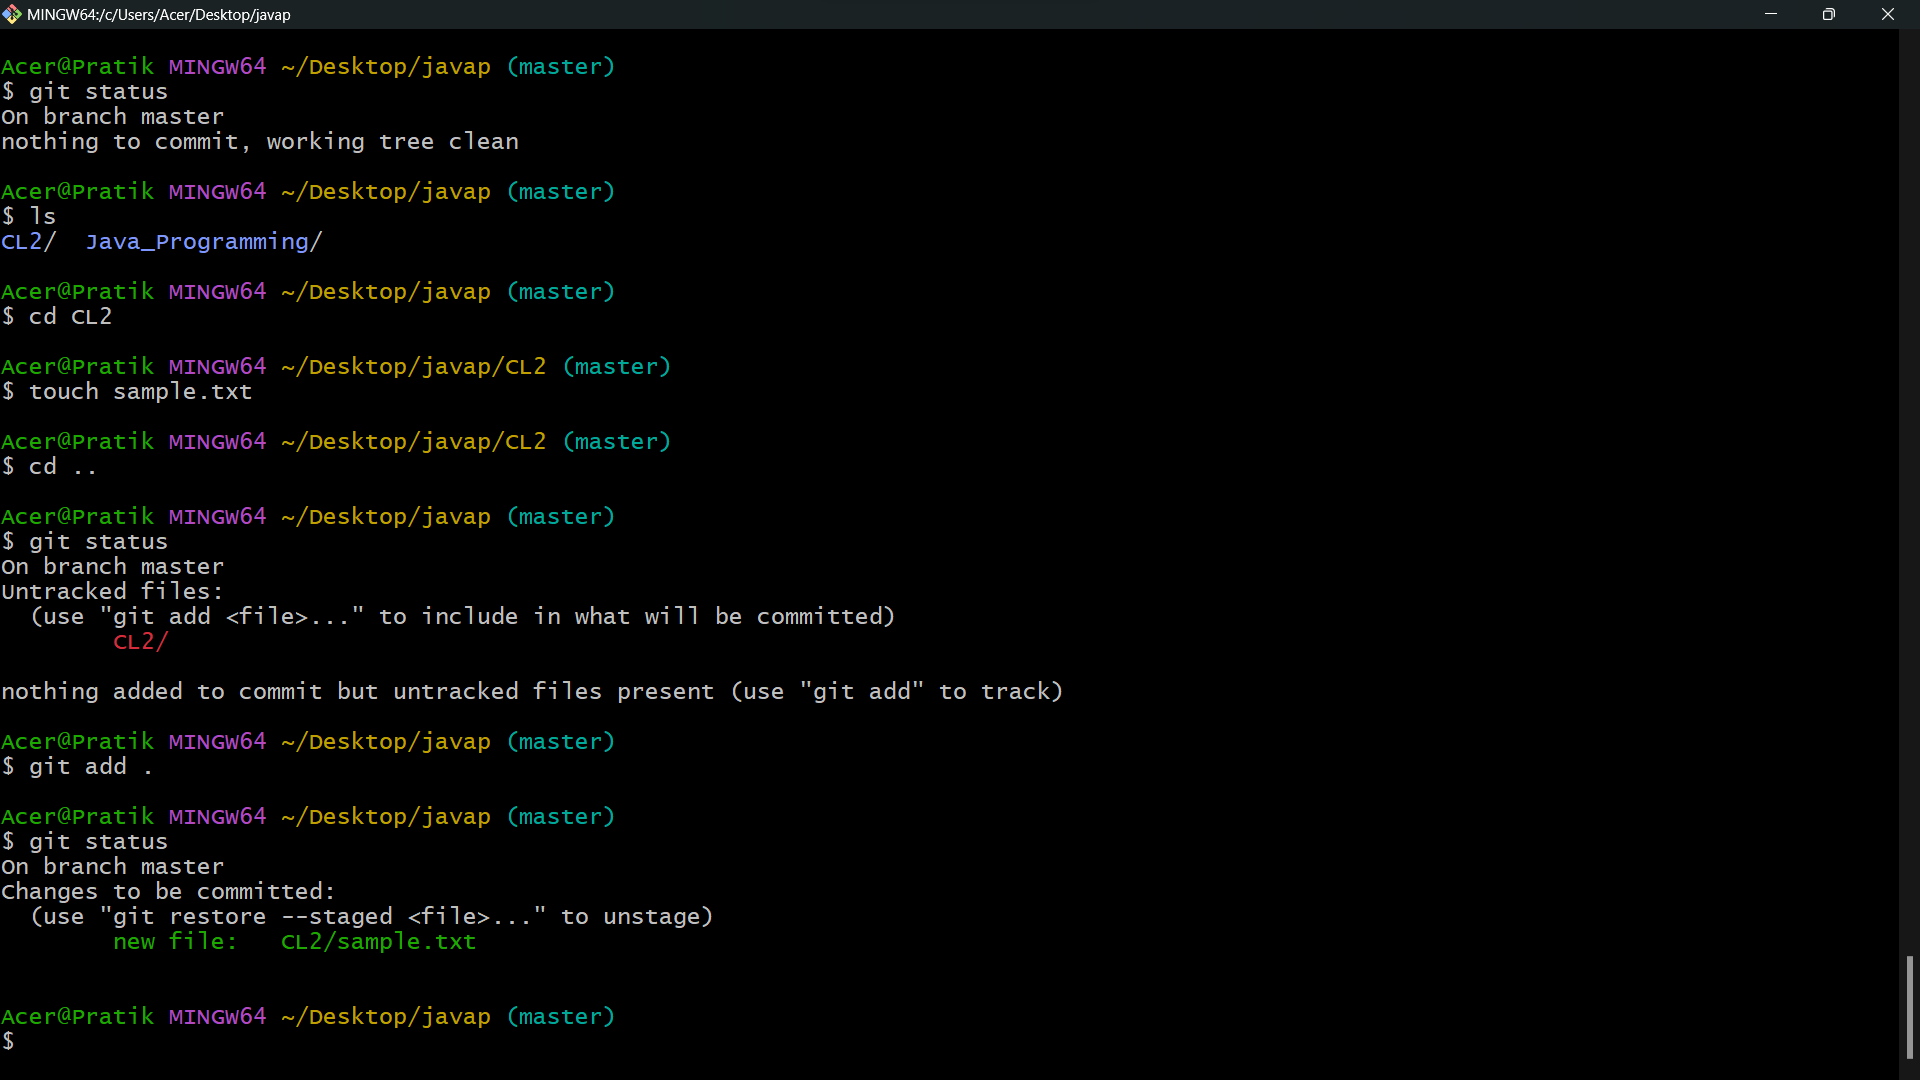 MINGW64:/c/Users/Acer/Desktop/javap
Acer@Pratik MINGW64 ~/Desktop/javap (master)
$ git status
On branch master
nothing to commit, working tree clean
Acer@Pratik MINGW64 ~/Desktop/javap (master)
$ ls
CL2/  Java_Programming/
Acer@Pratik MINGW64 ~/Desktop/javap (master)
$ cd CL2
Acer@Pratik MINGW64 ~/Desktop/javap/CL2 (master)
$ touch sample.txt
Acer@Pratik MINGW64 ~/Desktop/javap/CL2 (master)
$ cd ..
Acer@Pratik MINGW64 ~/Desktop/javap (master)
$ git status
On branch master
Untracked files:
  (use "git add <file>..." to include in what will be committed)
        CL2/
nothing added to commit but untracked files present (use "git add" to track)
Acer@Pratik MINGW64 ~/Desktop/javap (master)
$ git add .
Acer@Pratik MINGW64 ~/Desktop/javap (master)
$ git status
On branch master
Changes to be committed:
  (use "git restore --staged <file>..." to unstage)
        new file:   CL2/sample.txt
Acer@Pratik MINGW64 ~/Desktop/javap (master)
$